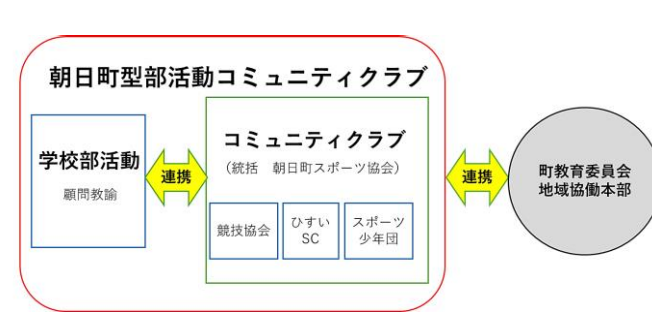 朝日町型部活動コミュニティクラブ
学校部活動
顧問教諭
連携
コミュニティクラブ
(統括 朝日町スポーツ協会)
競技協会
ひすい
SC
スポーツ
少年団
連携
町教育委員会
地域協働本部